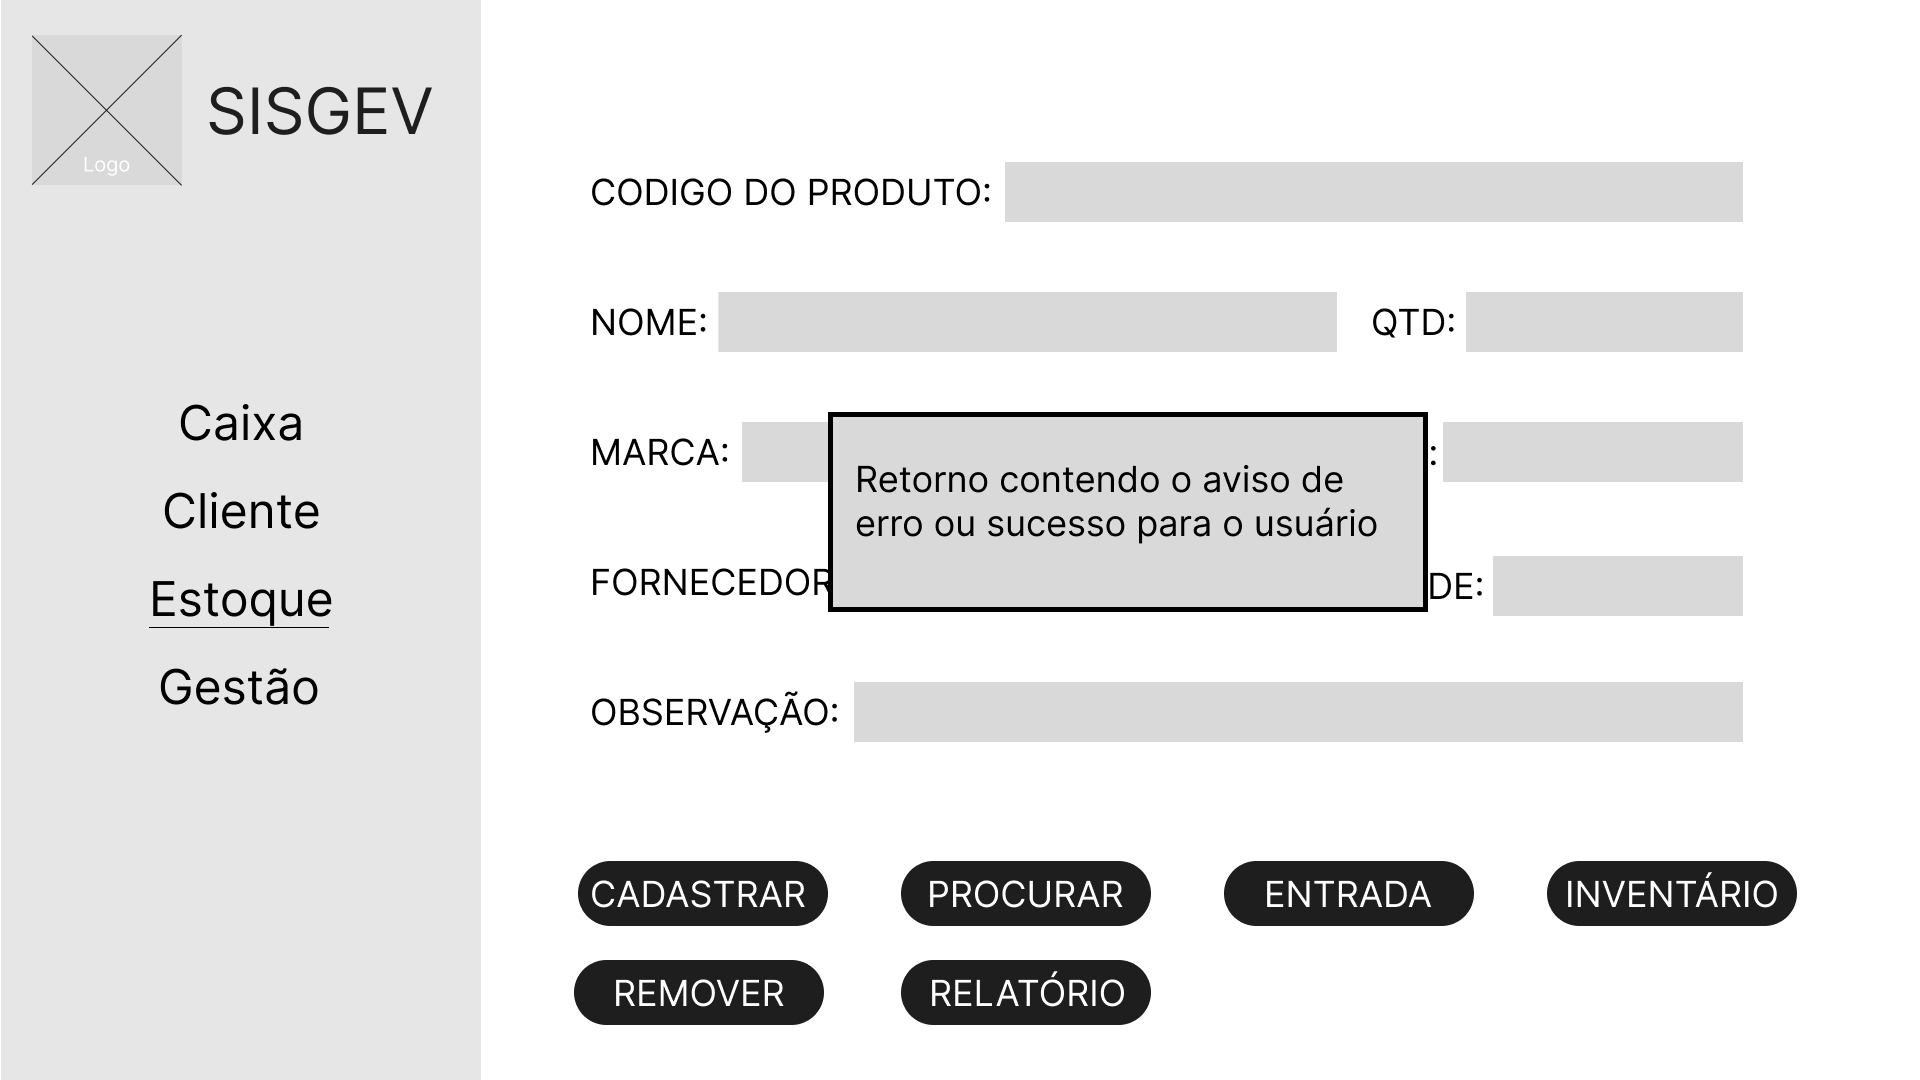 Logo
SISGEV
Caixa
Cliente
Estoque
Gestão
CODIGO DO PRODUTO:
NOME:
QTD:
MARCA:
:
FORNECEDOR
DE:
Retorno contendo o aviso de
erro ou sucesso para o usuário
OBSERVAÇÃO:
CADASTRAR
PROCURAR
ENTRADA
INVENTÁRIO
REMOVER
RELATÓRIO